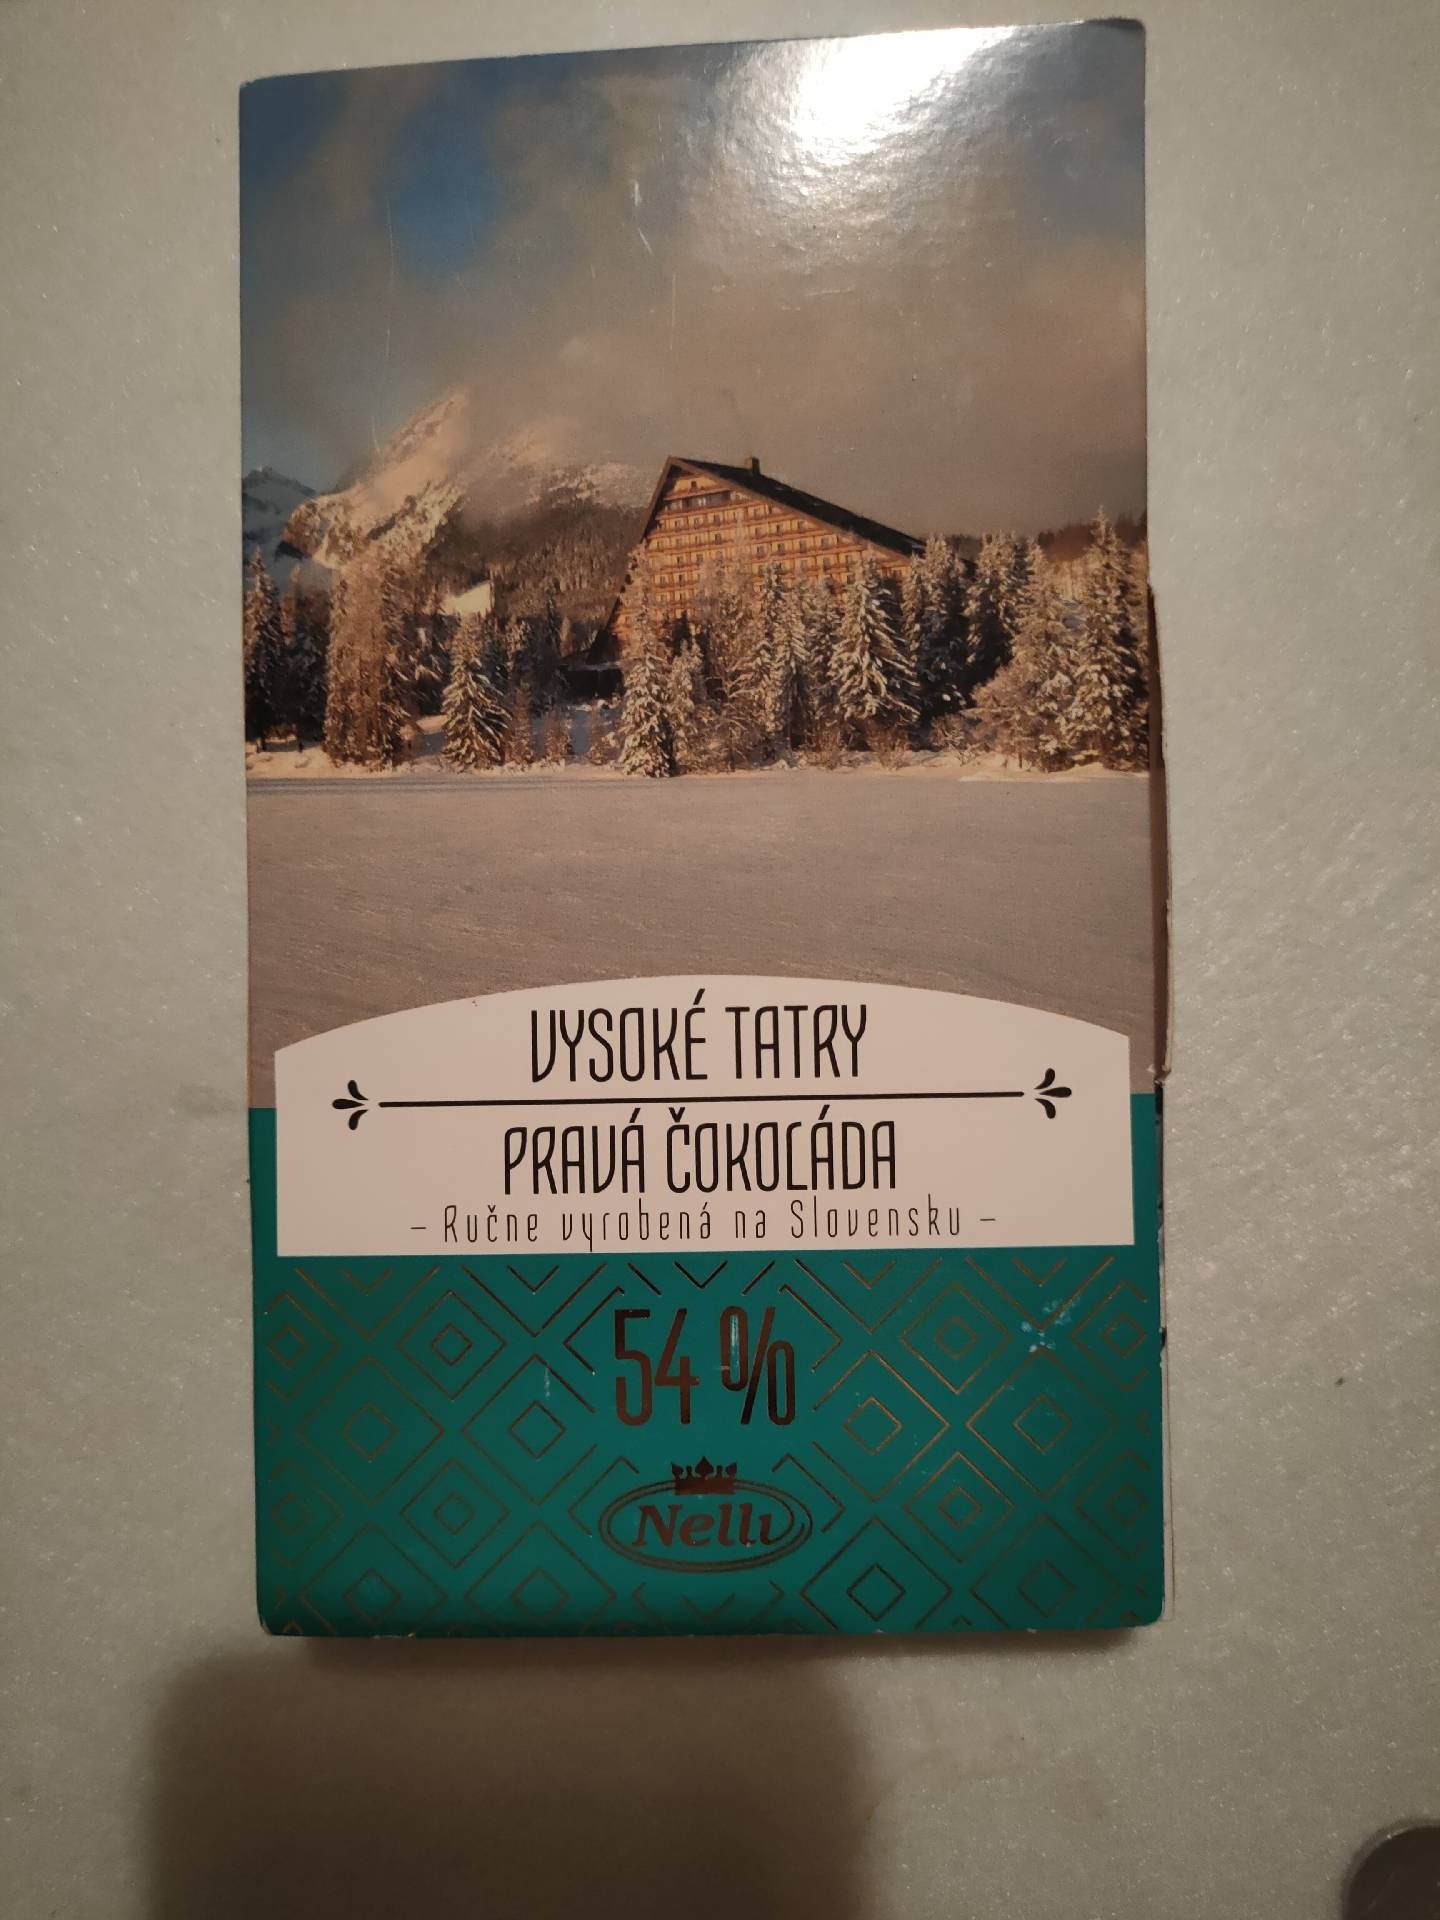 VYSOKÉ TATRY
PRAVÁ ČOKOLÁDA
- Ručne vyrobená na Slovensku -
54 %
Nelli